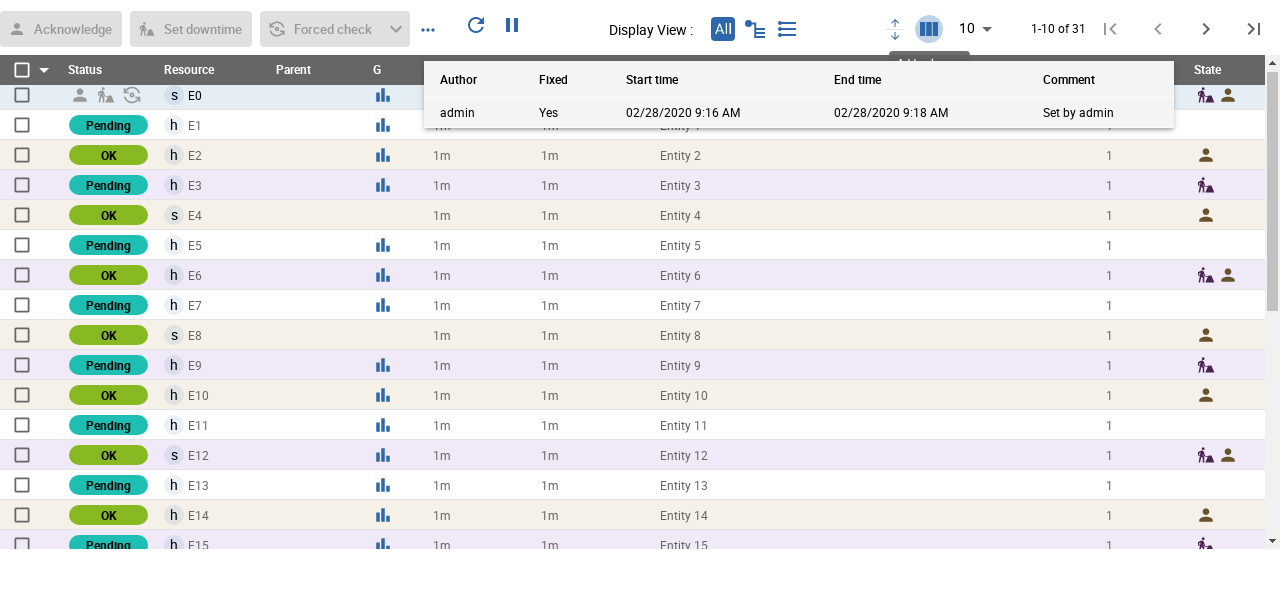 Acknowledge Set downtime Forced check Display View : All 10 1-10 of 31
Status Resource Parent G State
Author Fixed Start time End time Comment
admin Yes 02/28/2020 9:16 AM 02/28/2020 9:18 AM Set by admin
s E0
Pending h E1
OK h E2 1m 1m Entity 2 1
Pending h E3 1m 1m Entity 3 1
OK s E4 1m 1m Entity 4 1
Pending h E5 1m 1m Entity 5 1
OK h E6 1m 1m Entity 6 1
Pending h E7 1m 1m Entity 7 1
OK s E8 1m 1m Entity 8 1
Pending h E9 1m 1m Entity 9 1
OK h E10 1m 1m Entity 10 1
Pending h E11 1m 1m Entity 11 1
OK s E12 1m 1m Entity 12 1
Pending h E13 1m 1m Entity 13 1
OK h E14 1m 1m Entity 14 1
Pending h E15 1m 1m Entity 15 1